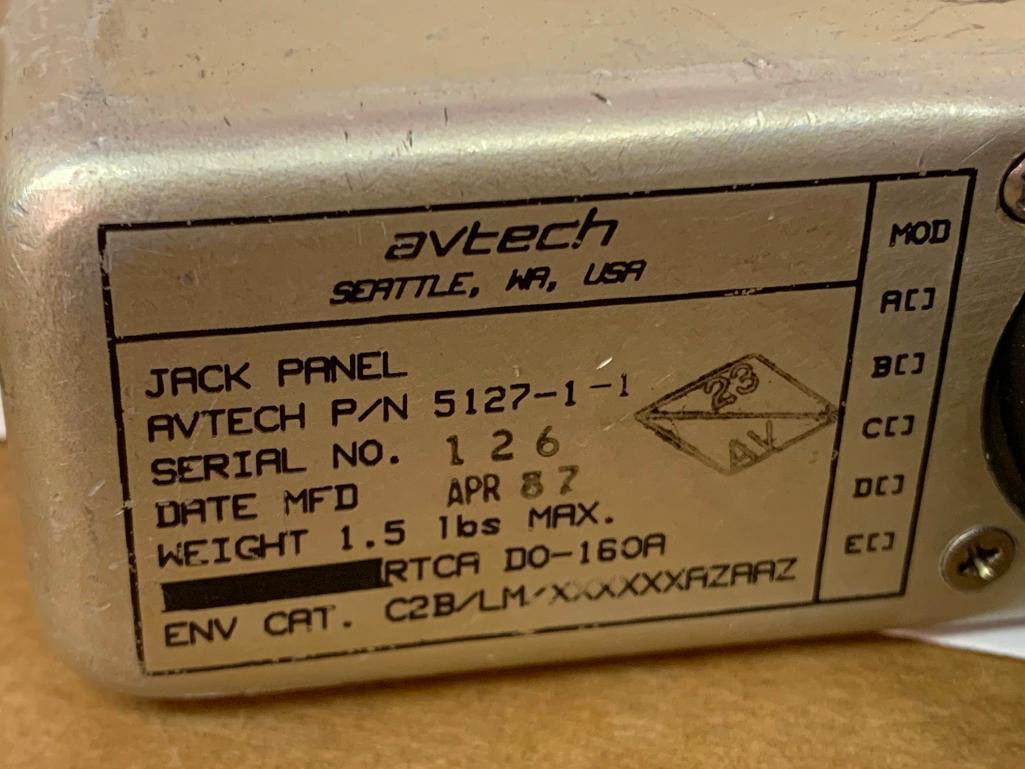 avtech
SEATTLE, WA, USA
JACK PANEL
AVTECH P/N 5127-1-1
SERIAL NO. 126
DATE MFD APR 87
WEIGHT 1.5 lbs MAX.
RTCA DO-160A
ENV CAT. C2B/LM/XXXXXXAZAAZ
23
AV
MOD
A[]
B[]
C[]
D[]
E[]